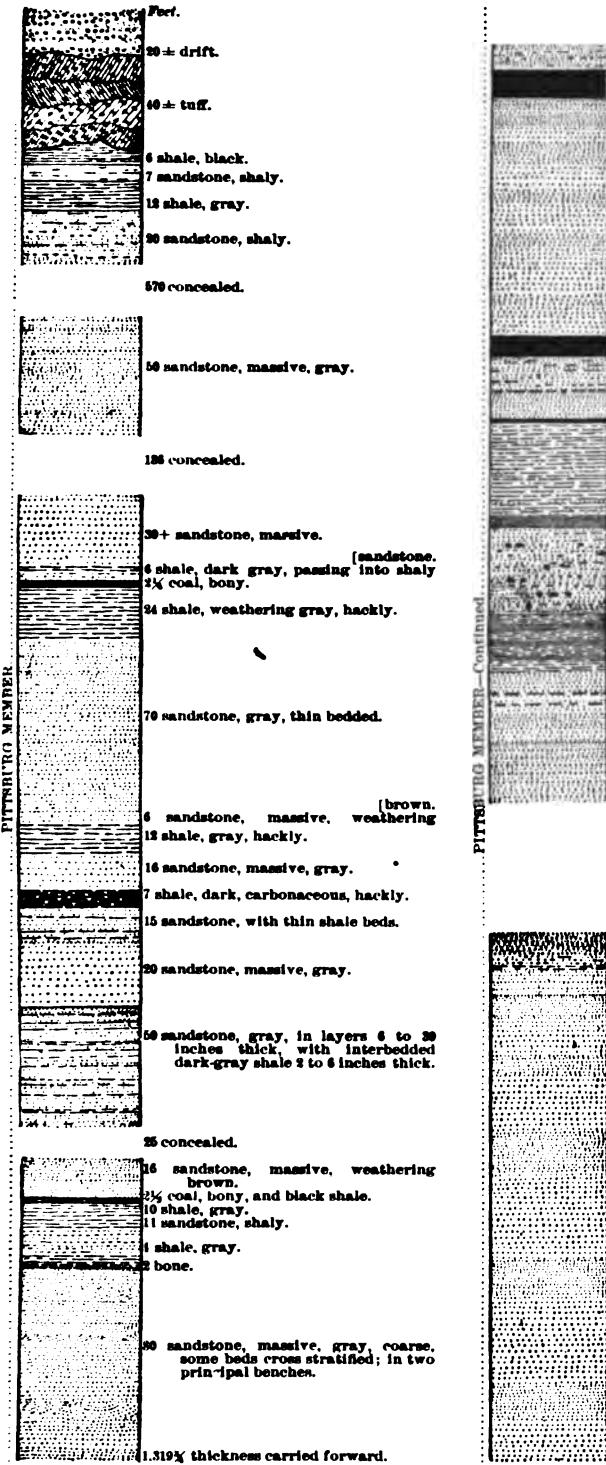 Feet.
20± drift.
40± tuff.
6 shale, black.
7 sandstone, shaly.
12 shale, gray.
20 sandstone, shaly.
570 concealed.
50 sandstone, massive, gray.
186 concealed.
30+ sandstone, massive.
[sandstone.
6 shale, dark gray, passing into shaly
2½ coal, bony.
24 shale, weathering gray, hackly.
70 sandstone, gray, thin bedded.
[brown.
6 sandstone, massive, weathering
12 shale, gray, hackly.
16 sandstone, massive, gray.
7 shale, dark, carbonaceous, hackly.
15 sandstone, with thin shale beds.
20 sandstone, massive, gray.
50 sandstone, gray, in layers 6 to 30
inches thick, with interbedded
dark-gray shale 2 to 6 inches thick.
25 concealed.
16 sandstone, massive, weathering
brown.
2½ coal, bony, and black shale.
10 shale, gray.
11 sandstone, shaly.
4 shale, gray.
2 bone.
80 sandstone, massive, gray, coarse,
some beds cross stratified; in two
principal benches.
1,319½ thickness carried forward.
PITTSBURG MEMBER
PITTSBURG MEMBER—Continued.